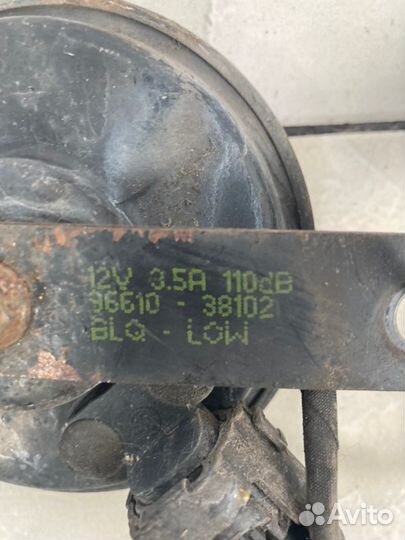 12V 3.5A 110dB
96610 - 38102
BLQ - LOW
Avito